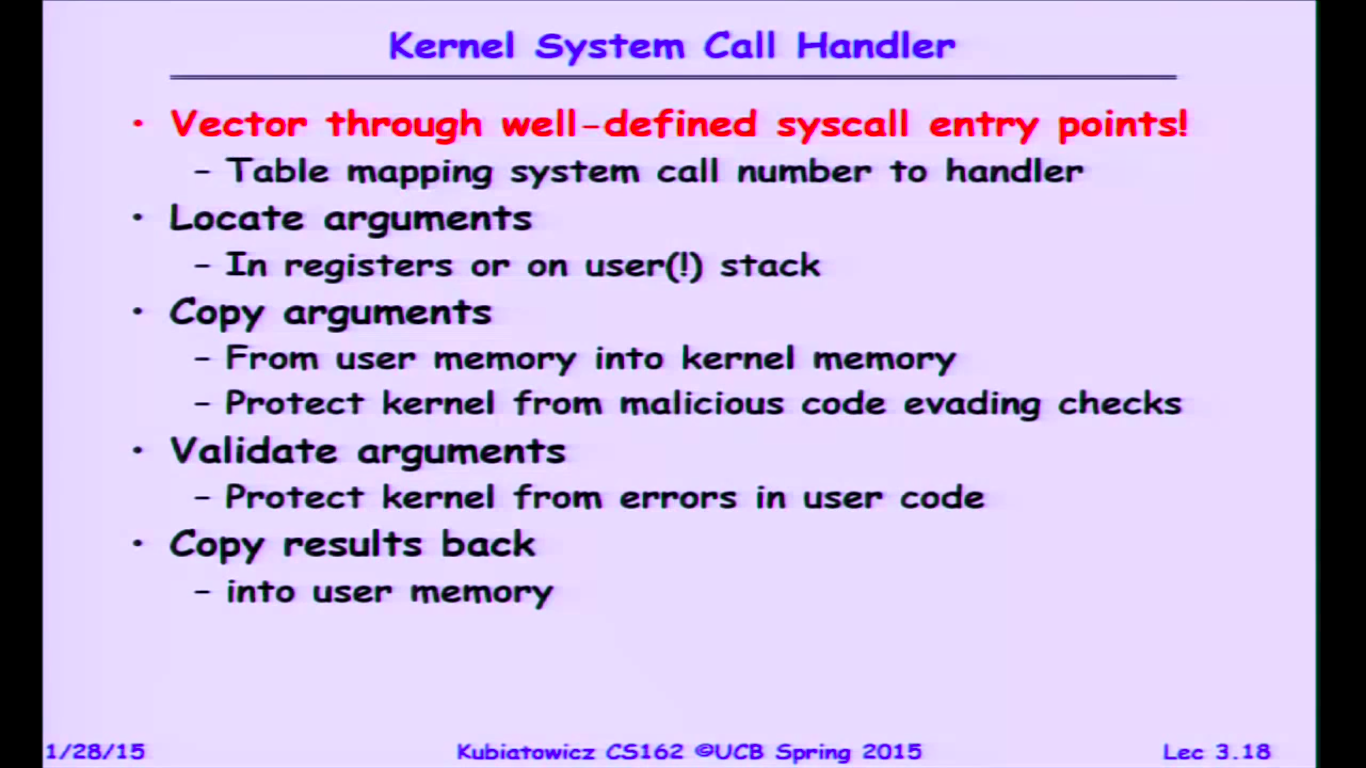 Kernel System Call Handler
• Vector through well-defined syscall entry points!
– Table mapping system call number to handler
• Locate arguments
– In registers or on user(!) stack
• Copy arguments
– From user memory into kernel memory
– Protect kernel from malicious code evading checks
• Validate arguments
– Protect kernel from errors in user code
• Copy results back
– into user memory
1/28/15 Kubiatowicz CS162 ©UCB Spring 2015 Lec 3.18